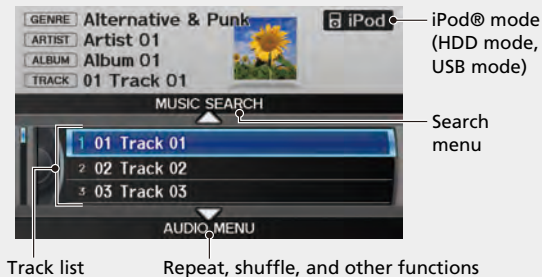 GENRE Alternative & Punk
ARTIST Artist 01
ALBUM Album 01
TRACK 01 Track 01
iPod
iPod® mode
(HDD mode,
USB mode)
MUSIC SEARCH
Search
menu
1 01 Track 01
2 02 Track 02
3 03 Track 03
AUDIO MENU
Track list
Repeat, shuffle, and other functions